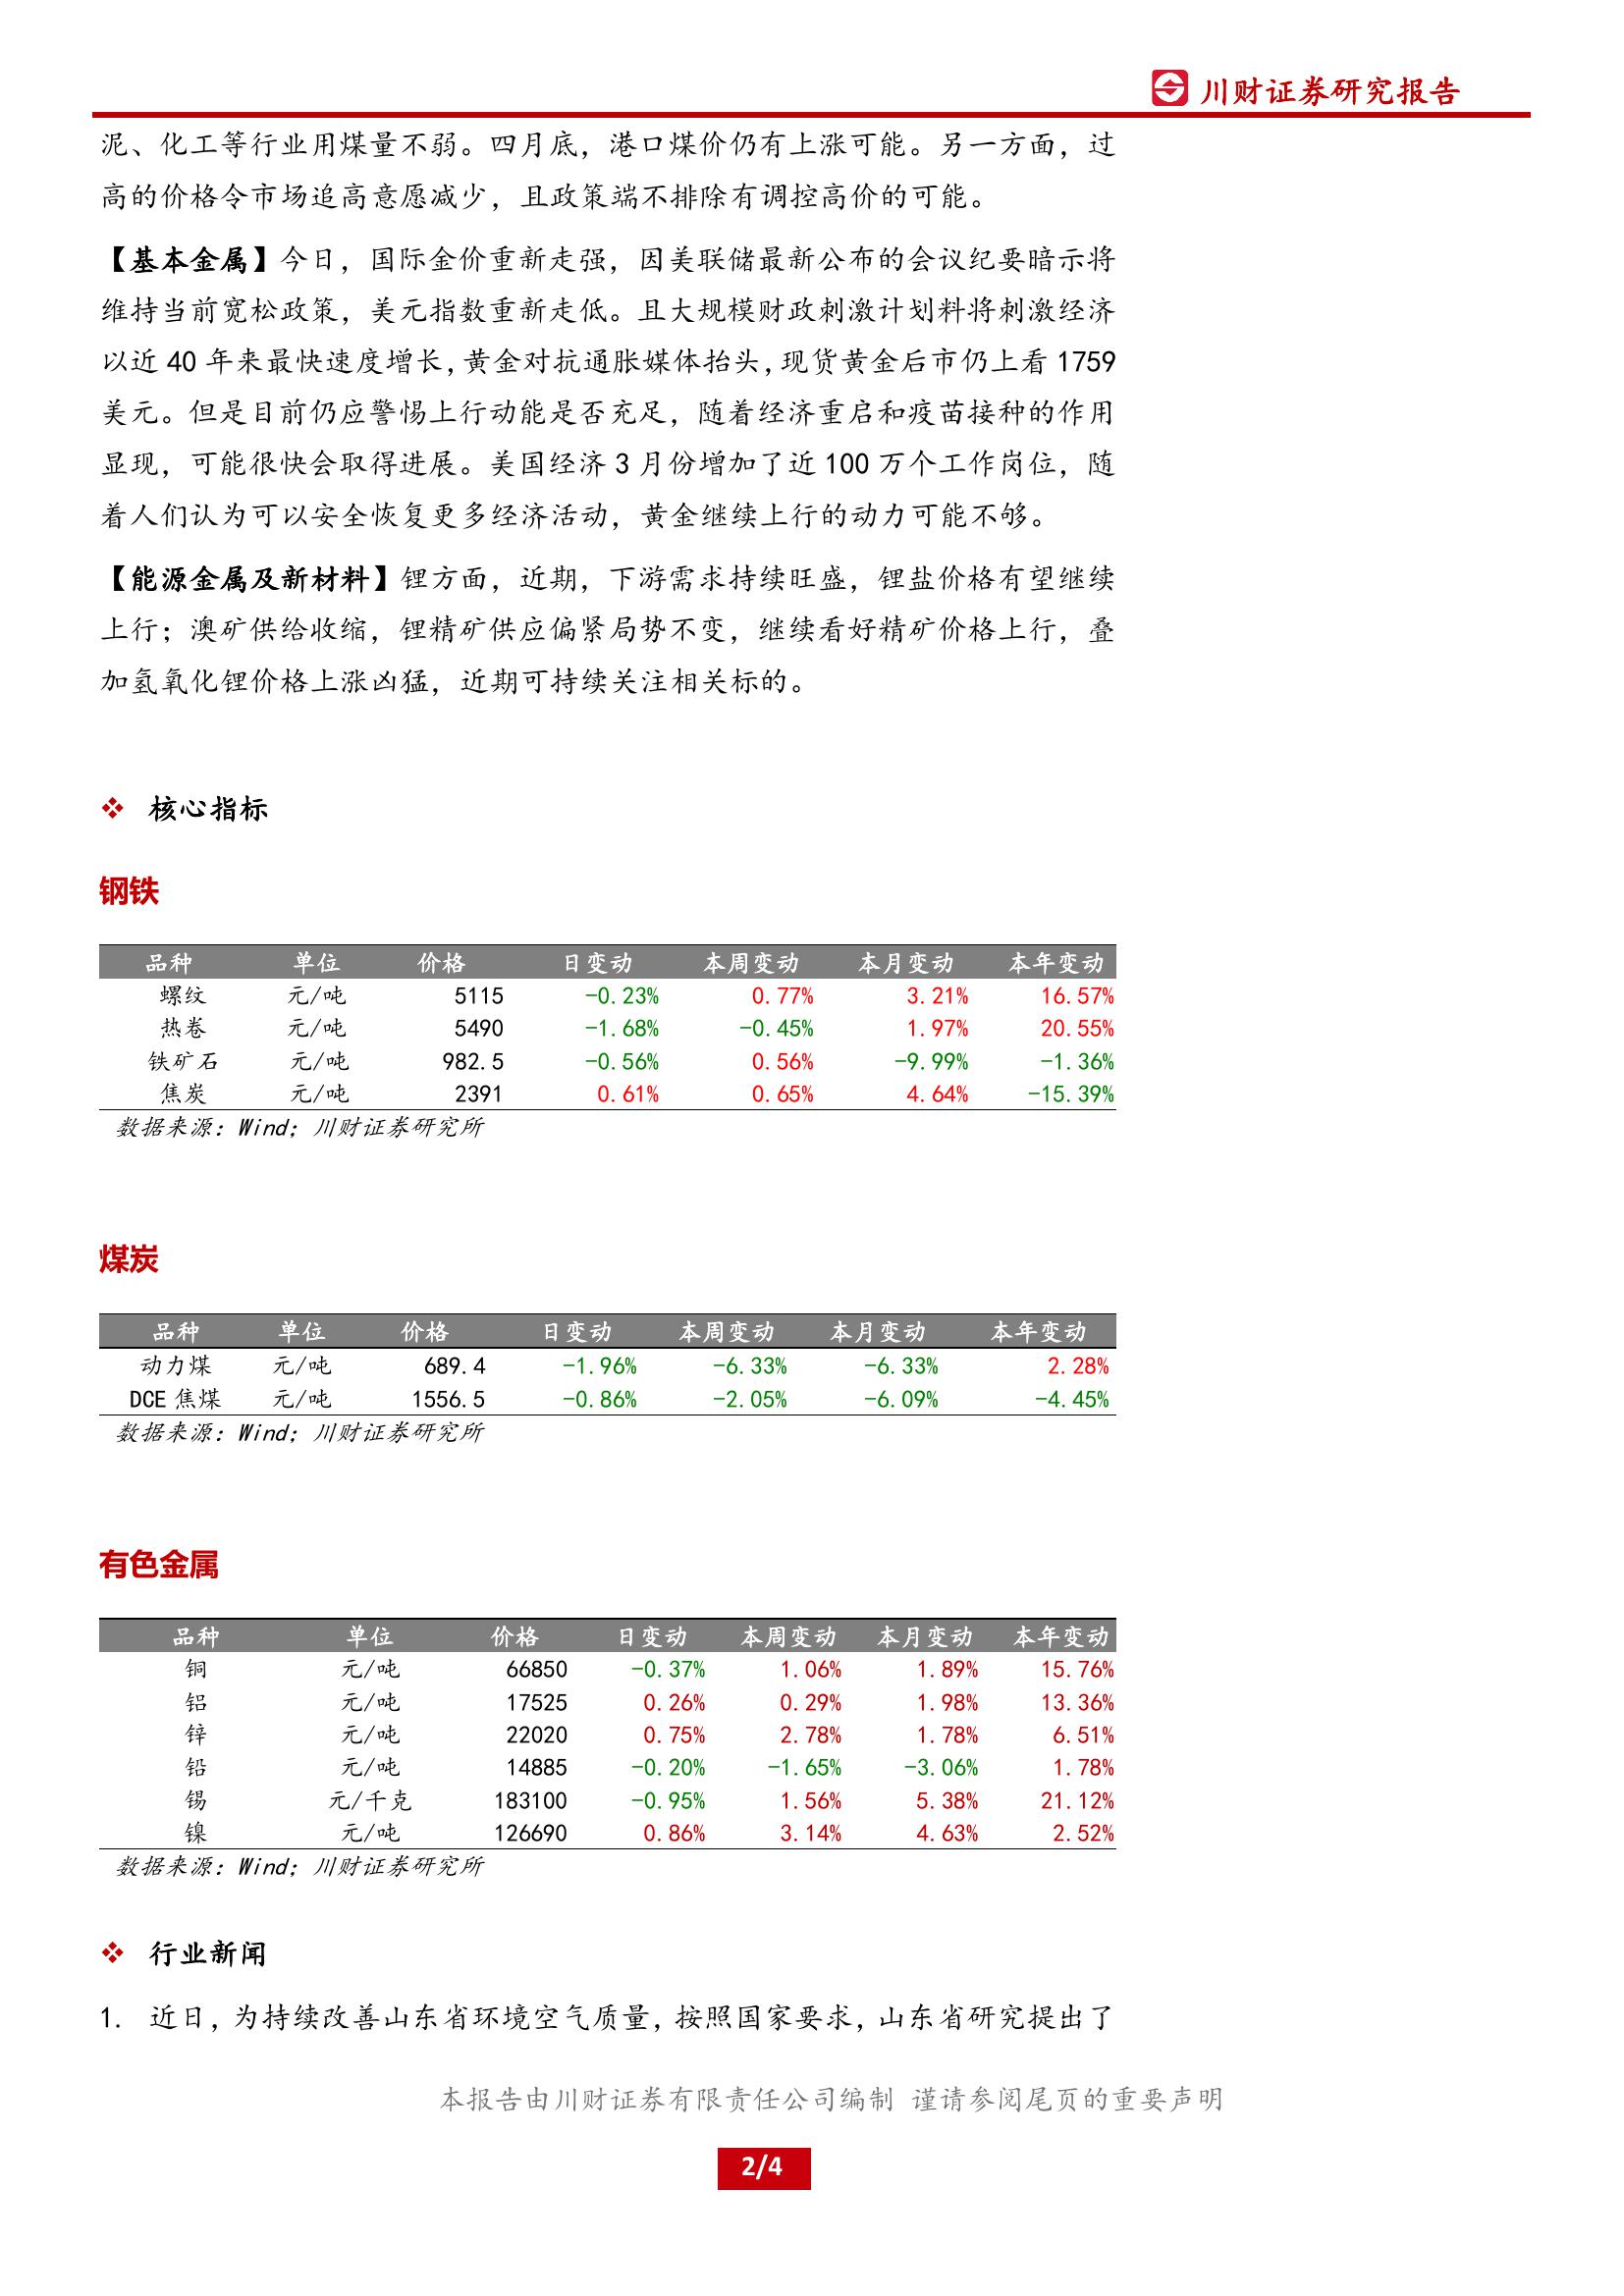 川财证券研究报告
泥、化工等行业用煤量不弱。四月底，港口煤价仍有上涨可能。另一方面，过
高的价格令市场追高意愿减少，且政策端不排除有调控高价的可能。
【基本金属】今日，国际金价重新走强，因美联储最新公布的会议纪要暗示将
维持当前宽松政策，美元指数重新走低。且大规模财政刺激计划料将刺激经济
以近 40 年来最快速度增长，黄金对抗通胀媒体抬头，现货黄金后市仍上看 1759
美元。但是目前仍应警惕上行动能是否充足，随着经济重启和疫苗接种的作用
显现，可能很快会取得进展。美国经济 3 月份增加了近 100 万个工作岗位，随
着人们认为可以安全恢复更多经济活动，黄金继续上行的动力可能不够。
【能源金属及新材料】锂方面，近期，下游需求持续旺盛，锂盐价格有望继续
上行；澳矿供给收缩，锂精矿供应偏紧局势不变，继续看好精矿价格上行，叠
加氢氧化锂价格上涨凶猛，近期可持续关注相关标的。
❖ 核心指标
钢铁
品种 单位 价格 日变动 本周变动 本月变动 本年变动
螺纹 元/吨 5115 -0.23% 0.77% 3.21% 16.57%
热卷 元/吨 5490 -1.68% -0.45% 1.97% 20.55%
铁矿石 元/吨 982.5 -0.56% 0.56% -9.99% -1.36%
焦炭 元/吨 2391 0.61% 0.65% 4.64% -15.39%
数据来源：Wind；川财证券研究所
煤炭
品种 单位 价格 日变动 本周变动 本月变动 本年变动
动力煤 元/吨 689.4 -1.96% -6.33% -6.33% 2.28%
DCE 焦煤 元/吨 1556.5 -0.86% -2.05% -6.09% -4.45%
数据来源：Wind；川财证券研究所
有色金属
品种 单位 价格 日变动 本周变动 本月变动 本年变动
铜 元/吨 66850 -0.37% 1.06% 1.89% 15.76%
铝 元/吨 17525 0.26% 0.29% 1.98% 13.36%
锌 元/吨 22020 0.75% 2.78% 1.78% 6.51%
铅 元/吨 14885 -0.20% -1.65% -3.06% 1.78%
锡 元/千克 183100 -0.95% 1.56% 5.38% 21.12%
镍 元/吨 126690 0.86% 3.14% 4.63% 2.52%
数据来源：Wind；川财证券研究所
❖ 行业新闻
1. 近日，为持续改善山东省环境空气质量，按照国家要求，山东省研究提出了
本报告由川财证券有限责任公司编制 谨请参阅尾页的重要声明
2/4